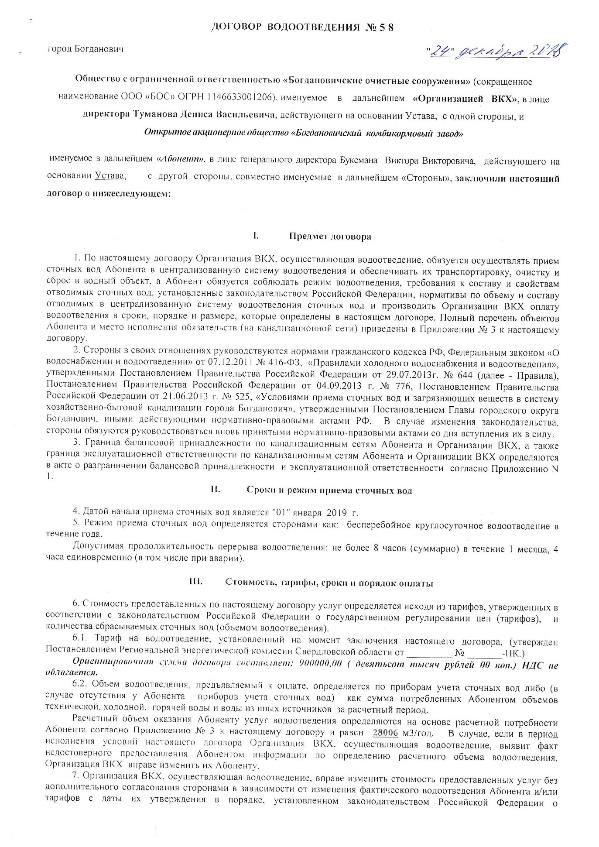 ДОГОВОР ВОДООТВЕДЕНИЯ № 5 8
город Богданович
"24" декабря 2018
Общество с ограниченной ответственностью «Богдановичские очистные сооружения» (сокращенное
наименование ООО «БОС» ОГРН 1146633001206), именуемое в дальнейшем «Организацией ВКХ», в лице
директора Туманова Дениса Васильевича, действующего на основании Устава, с одной стороны, и
Открытое акционерное общество «Богдановичский комбикормовый завод»
именуемое в дальнейшем «Абонент», в лице генерального директора Буксмана Виктора Викторовича, действующего на
основании Устава, с другой стороны, совместно именуемые в дальнейшем «Стороны», заключили настоящий
договор о нижеследующем:
I. Предмет договора
1. По настоящему договору Организация ВКХ, осуществляющая водоотведение, обязуется осуществлять прием
сточных вод Абонента в централизованную систему водоотведения и обеспечивать их транспортировку, очистку и
сброс в водный объект, а Абонент обязуется соблюдать режим водоотведения, требования к составу и свойствам
отводимых сточных вод, установленные законодательством Российской Федерации, нормативы по объему и составу
отводимых в централизованную систему водоотведения сточных вод и производить Организации ВКХ оплату
водоотведения в сроки, порядке и размере, которые определены в настоящем договоре. Полный перечень объектов
Абонента и место исполнения обязательств (на канализационной сети) приведены в Приложении № 3 к настоящему
договору.
2. Стороны в своих отношениях руководствуются нормами гражданского кодекса РФ, Федеральным законом «О
водоснабжении и водоотведении» от 07.12.2011 № 416-ФЗ, «Правилами холодного водоснабжения и водоотведения»,
утвержденными Постановлением Правительства Российской Федерации от 29.07.2013г. № 644 (далее - Правила),
Постановлением Правительства Российской Федерации от 04.09.2013 г. № 776, Постановлением Правительства
Российской Федерации от 21.06.2013 г. № 525, «Условиями приема сточных вод и загрязняющих веществ в систему
хозяйственно-бытовой канализации города Богданович», утвержденными Постановлением Главы городского округа
Богданович, иными действующими нормативно-правовыми актами РФ. В случае изменения законодательства,
стороны обязуются руководствоваться вновь принятыми нормативно-правовыми актами со дня вступления их в силу.
3. Граница балансовой принадлежности по канализационным сетям Абонента и Организации ВКХ, а также
граница эксплуатационной ответственности по канализационным сетям Абонента и Организации ВКХ определяются
в акте о разграничении балансовой принадлежности и эксплуатационной ответственности согласно Приложению N
1.
II. Сроки и режим приема сточных вод
4. Датой начала приема сточных вод является "01" января 2019 г.
5. Режим приема сточных вод определяется сторонами как: бесперебойное круглосуточное водоотведение в
течение года.
Допустимая продолжительность перерыва водоотведения: не более 8 часов (суммарно) в течение 1 месяца, 4
часа единовременно (в том числе при аварии).
III. Стоимость, тарифы, сроки и порядок оплаты
6. Стоимость предоставленных по настоящему договору услуг определяется исходя из тарифов, утвержденных в
соответствии с законодательством Российской Федерации о государственном регулировании цен (тарифов), и
количества сбрасываемых сточных вод (объемом водоотведения).
6.1. Тариф на водоотведение, установленный на момент заключения настоящего договора, (утвержден
Постановлением Региональной энергетической комиссии Свердловской области от ________ № ______-ПК.)
Ориентировочная сумма договора составляет: 900000,00 ( девятьсот тысяч рублей 00 коп.) НДС не
облагается.
6.2. Объем водоотведения, предъявляемый к оплате, определяется по приборам учета сточных вод либо (в
случае отсутствия у Абонента приборов учета сточных вод) как сумма потребленных Абонентом объемов
технической, холодной, горячей воды и воды из иных источников за расчетный период.
Расчетный объем оказания Абоненту услуг водоотведения определяются на основе расчетной потребности
Абонента согласно Приложению № 3 к настоящему договору и равен 28006 м3/год. В случае, если в период
исполнения условий настоящего договора Организация ВКХ, осуществляющая водоотведение, выявит факт
недостоверного предоставления Абонентом информации по определению расчетного объема водоотведения,
Организация ВКХ вправе изменить их Абоненту.
7. Организация ВКХ, осуществляющая водоотведение, вправе изменить стоимость предоставленных услуг без
дополнительного согласования сторонами в зависимости от изменения фактического водоотведения Абонента и/или
тарифов с даты их утверждения в порядке, установленном законодательством Российской Федерации о